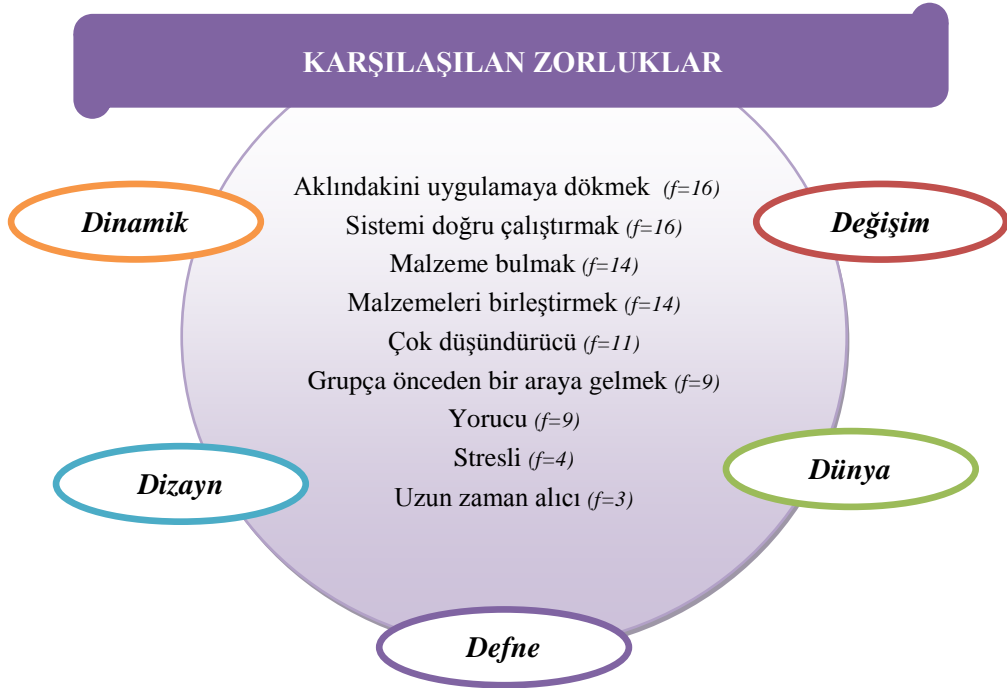 KARŞILAŞILAN ZORLUKLAR
Aklındakini uygulamaya dökmek (f=16)
Dinamik
Sistemi doğru çalıştırmak (f=16)
Değişim
Malzeme bulmak (f=14)
Malzemeleri birleştirmek (f=14)
Çok düşündürücü (f=11)
Grupça önceden bir araya gelmek (f=9)
Yorucu (f=9)
Stresli (f=4)
Uzun zaman alıcı (f=3)
Dizayn
Dünya
Defne